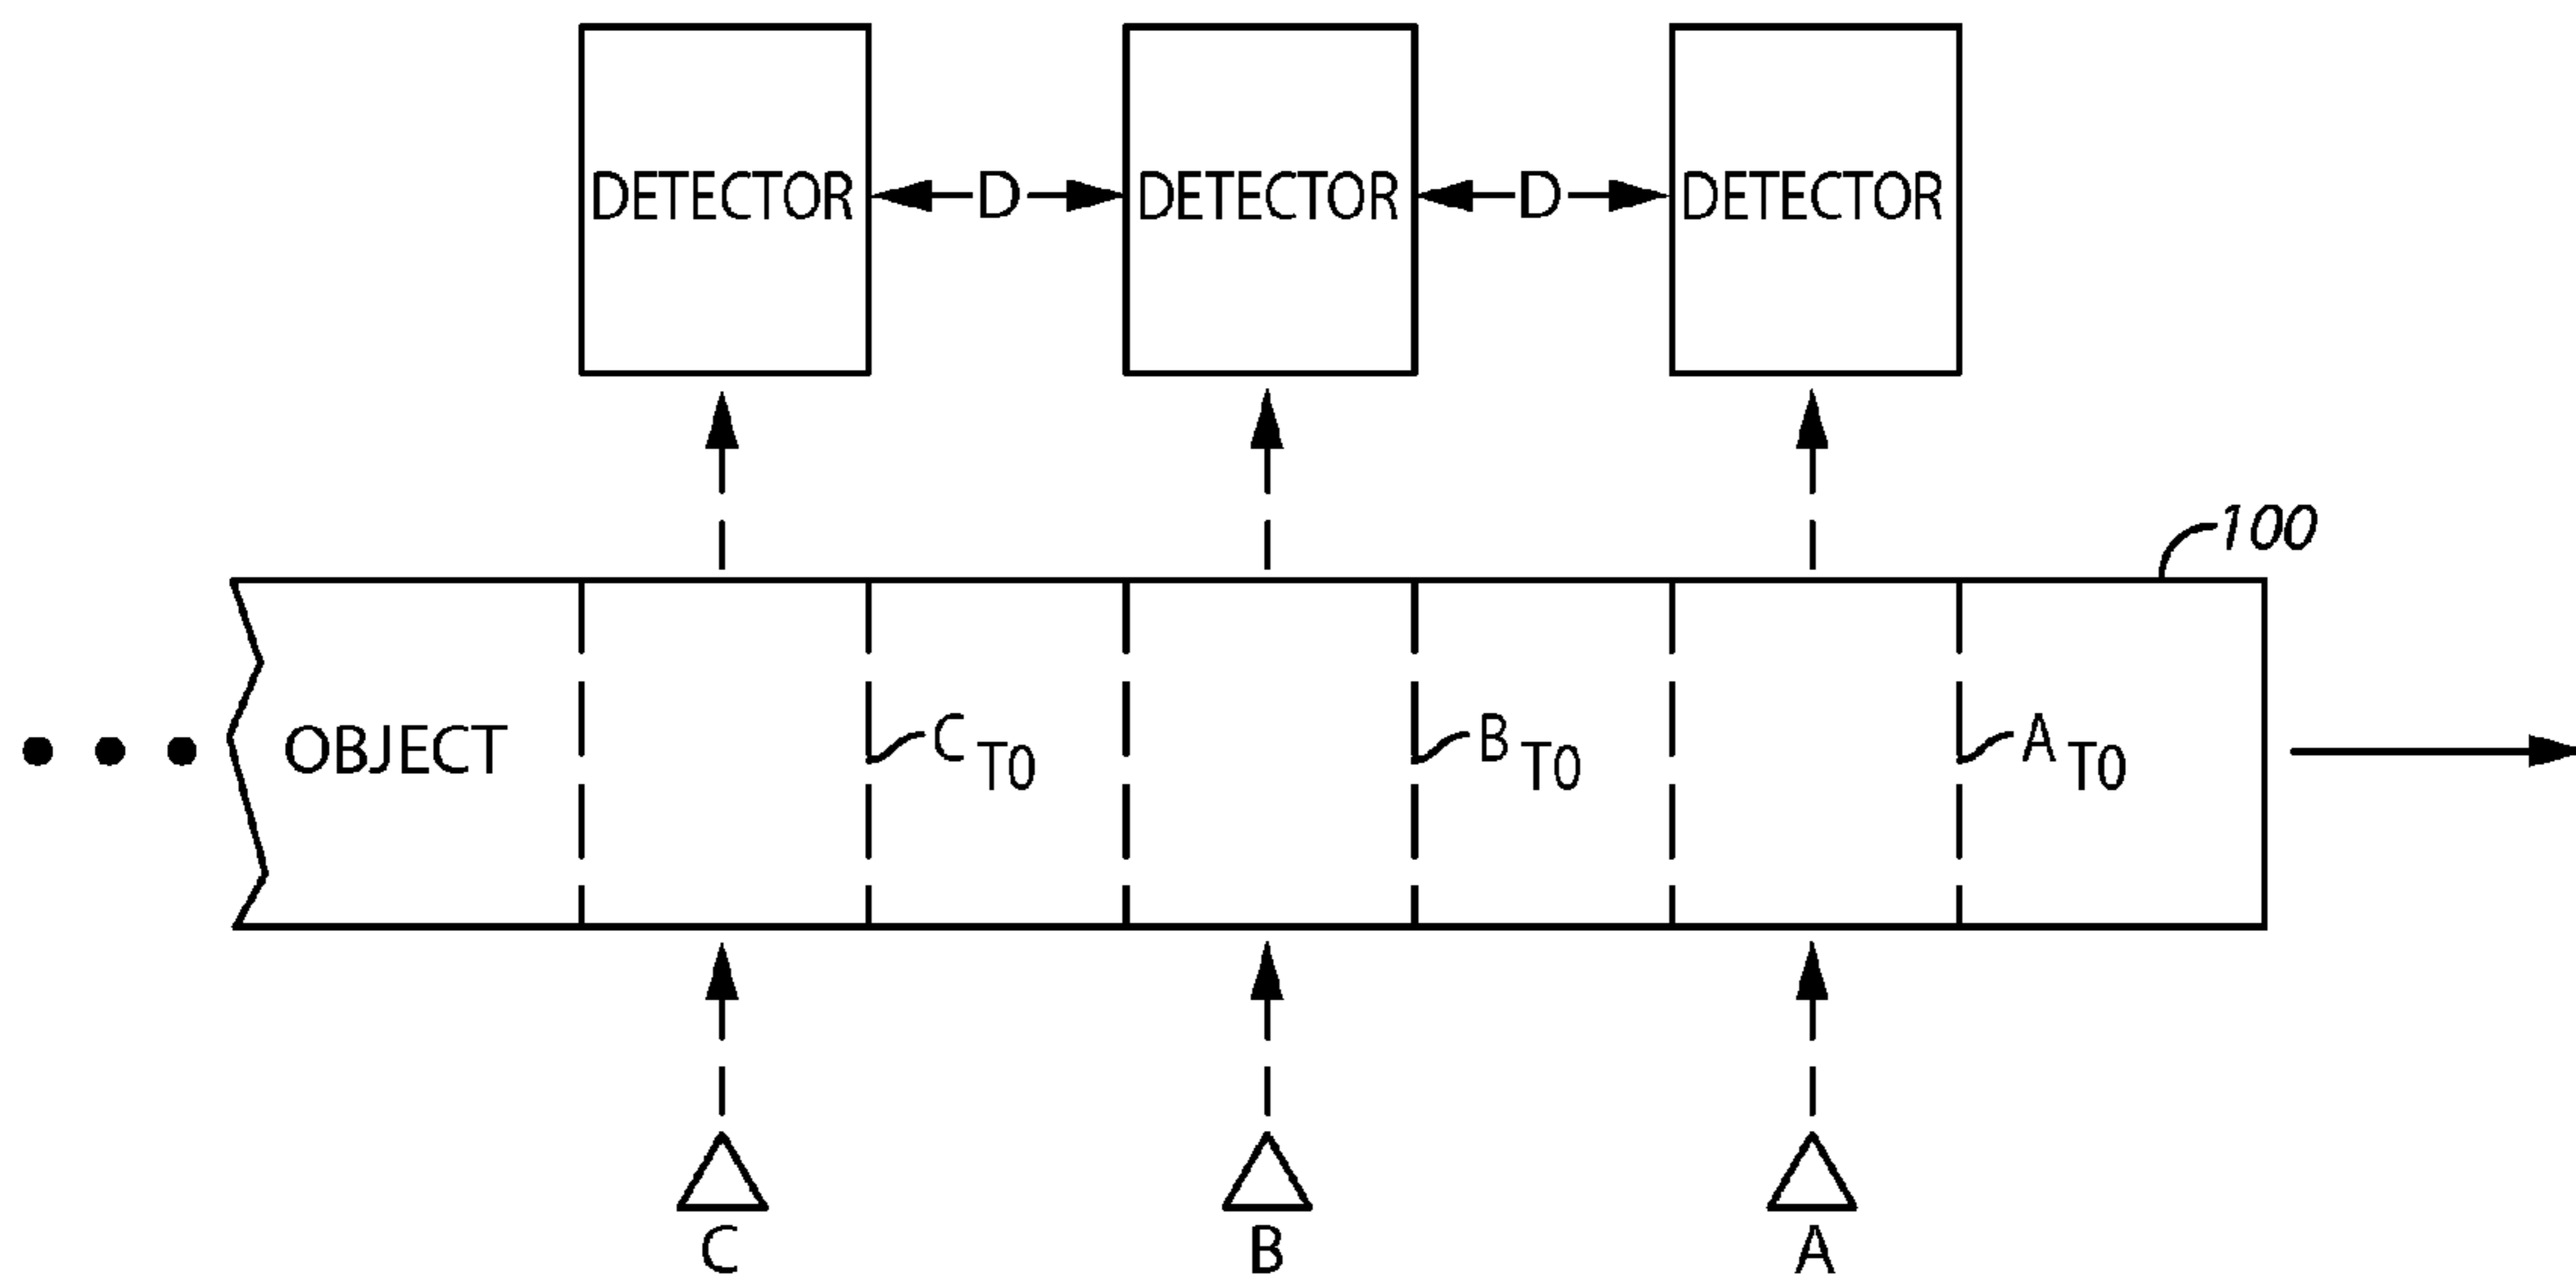 DETECTOR D DETECTOR D DETECTOR
100
OBJECT C T0 B T0 A T0
C B A